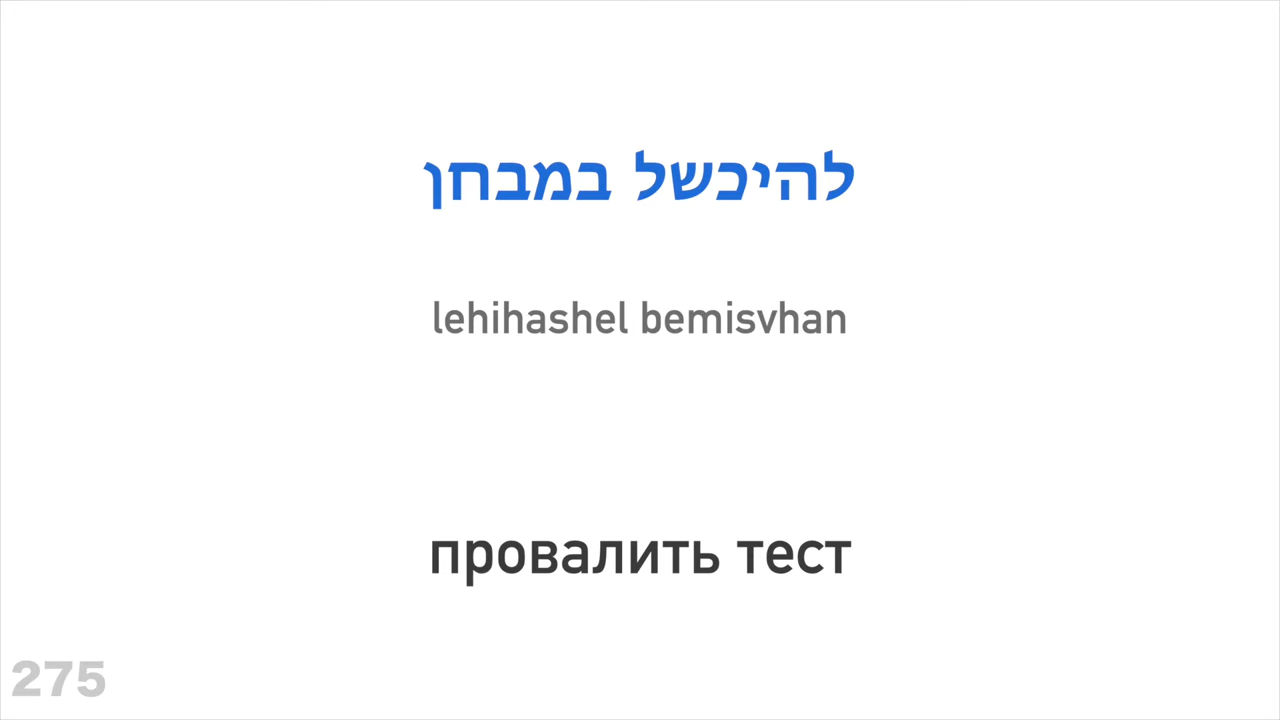 להיכשל במבחן
lehihashel bemisvhan
провалить тест
275